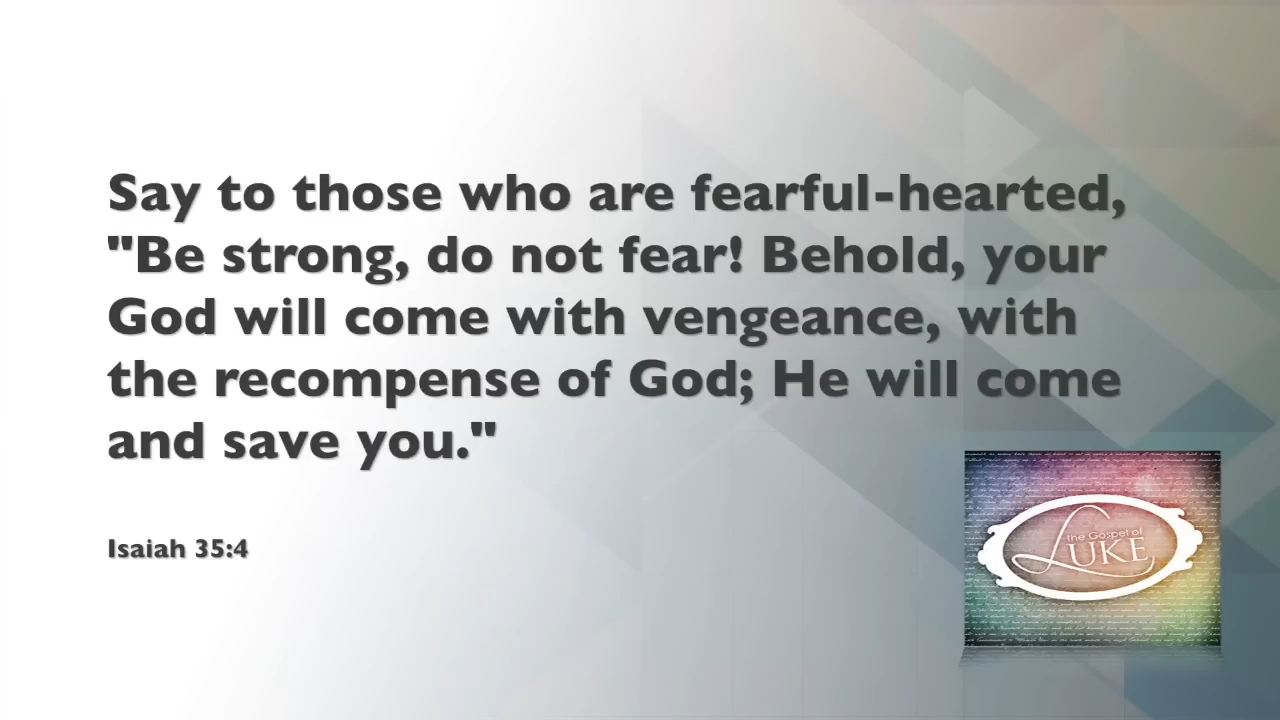 Say to those who are fearful-hearted,
"Be strong, do not fear! Behold, your
God will come with vengeance, with
the recompense of God; He will come
and save you."
Isaiah 35:4
the Gospel of
LUKE